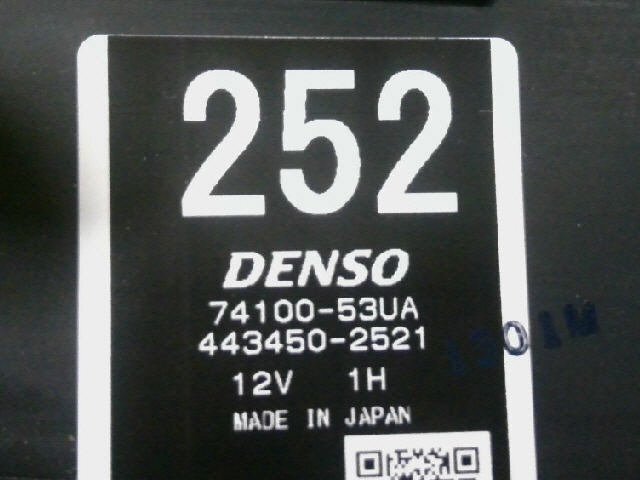 252
DENSO
74100-53UA
443450-2521
12V 1H
MADE IN JAPAN